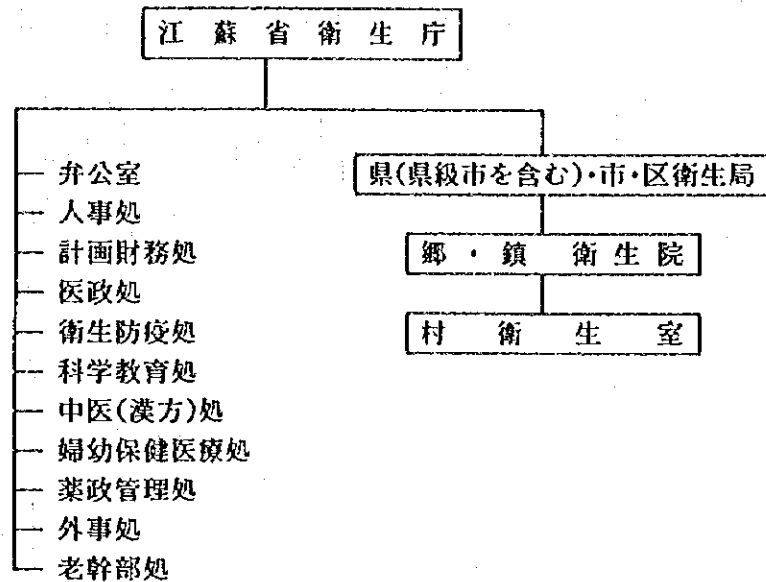 江蘇省衛生庁
弁公室
人事処
計画財務処
医政処
衛生防疫処
科学教育処
中医(漢方)処
婦幼保健医療処
薬政管理処
外事処
老幹部処
県(県級市を含む)・市・区衛生局
郷・鎮 衛生院
村衛生室